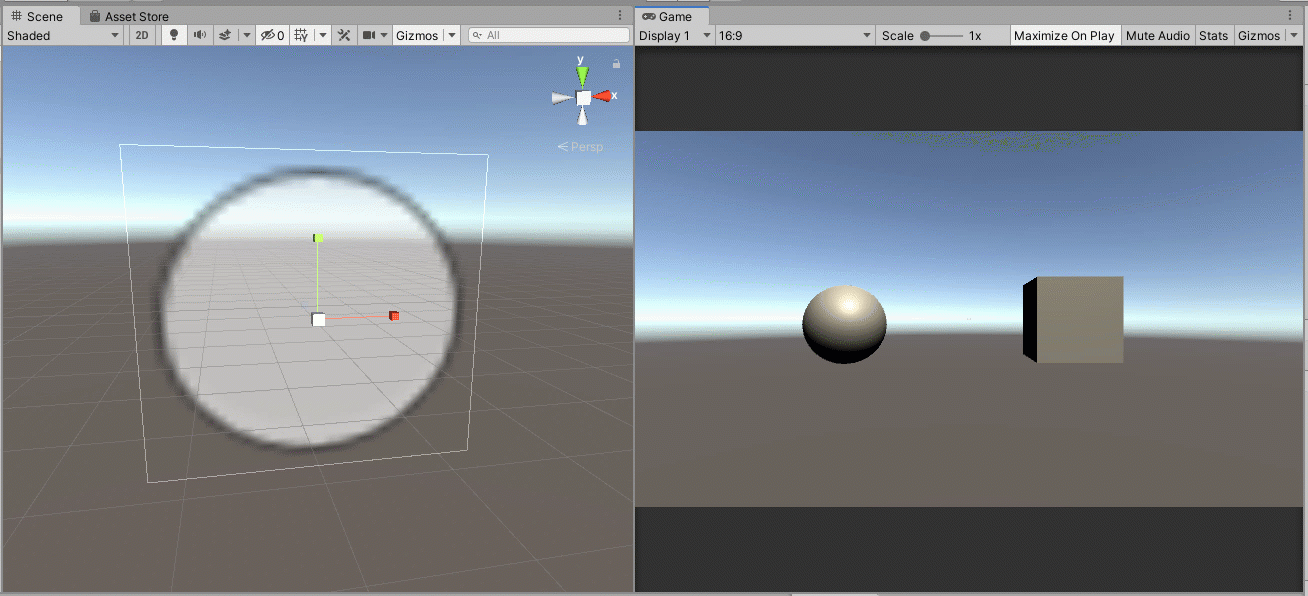 Scene Asset Store
Shaded 2D 0 Gizmos All
y
x
Persp
Game
Display 1 16:9 Scale 1x Maximize On Play Mute Audio Stats Gizmos